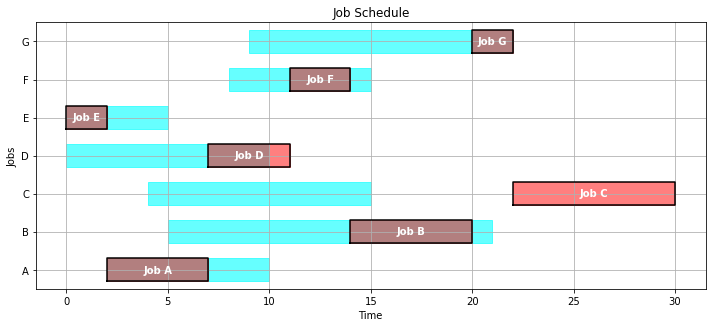 Job Schedule
G
Job G
F
Job F
E
Job E
D
Job D
C
Job C
B
Job B
A
Job A
0 5 10 15 20 25 30
Time
Jobs